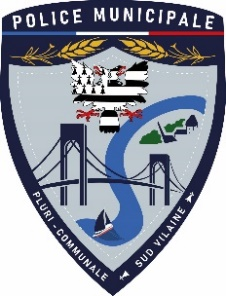 POLICE MUNICIPALE
PLURI-COMMUNALE
SUD VILAINE